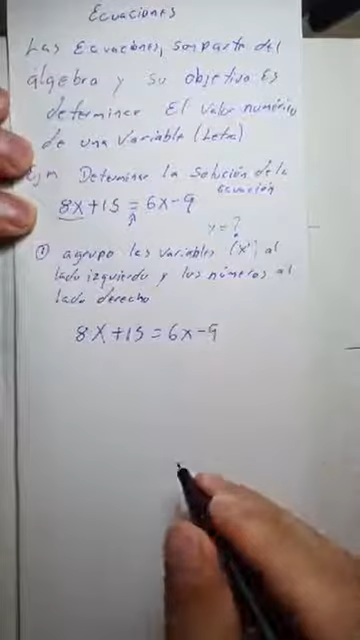 Ecuaciones
Las Ecuaciones, son parte del
álgebra y su objetivo Es
determinar El valor numérico
de una Variable (Letra)
Ejm Determinar la solución de la
ecuación
8x+15=6x-9
x=?
① agrupo las variables (x) al
lado izquierdo y los números al
lado derecho
8x+15=6x-9